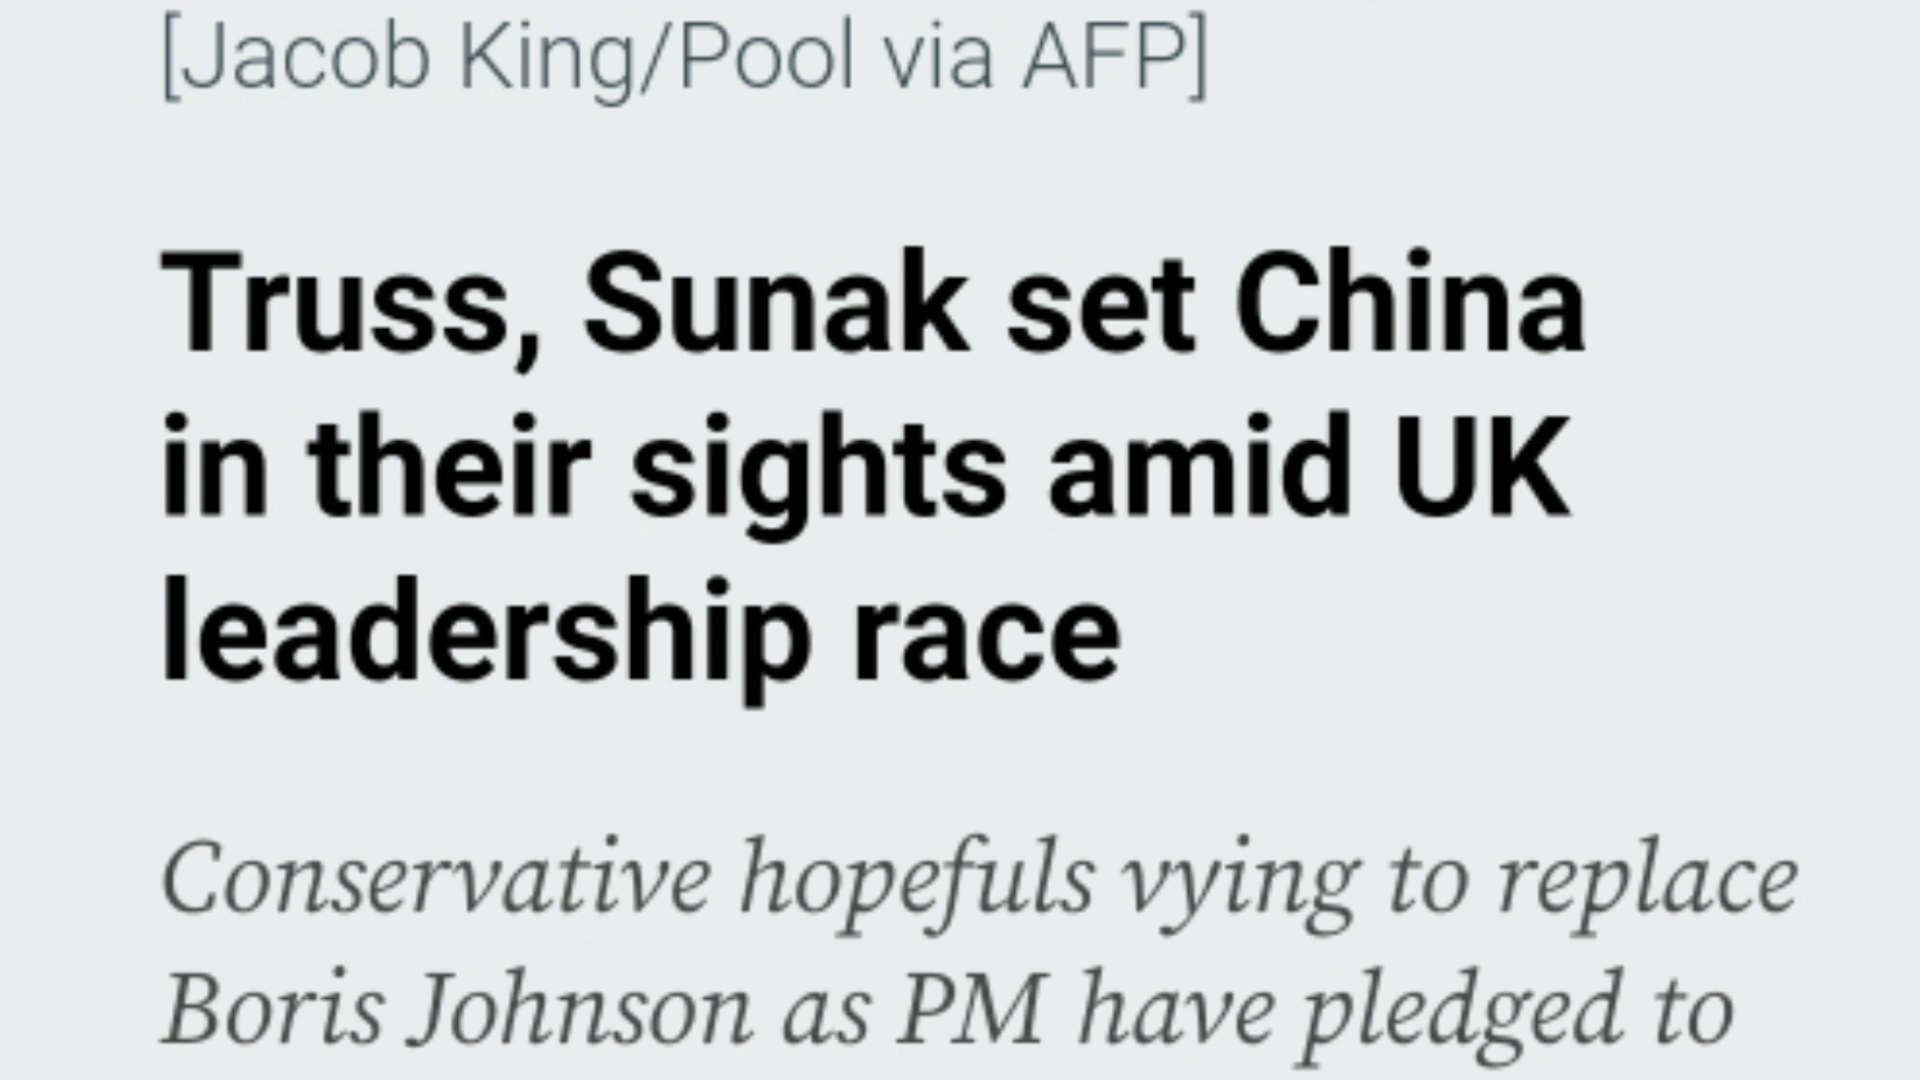 [Jacob King/Pool via AFP]
Truss, Sunak set China
in their sights amid UK
leadership race
Conservative hopefuls vying to replace
Boris Johnson as PM have pledged to